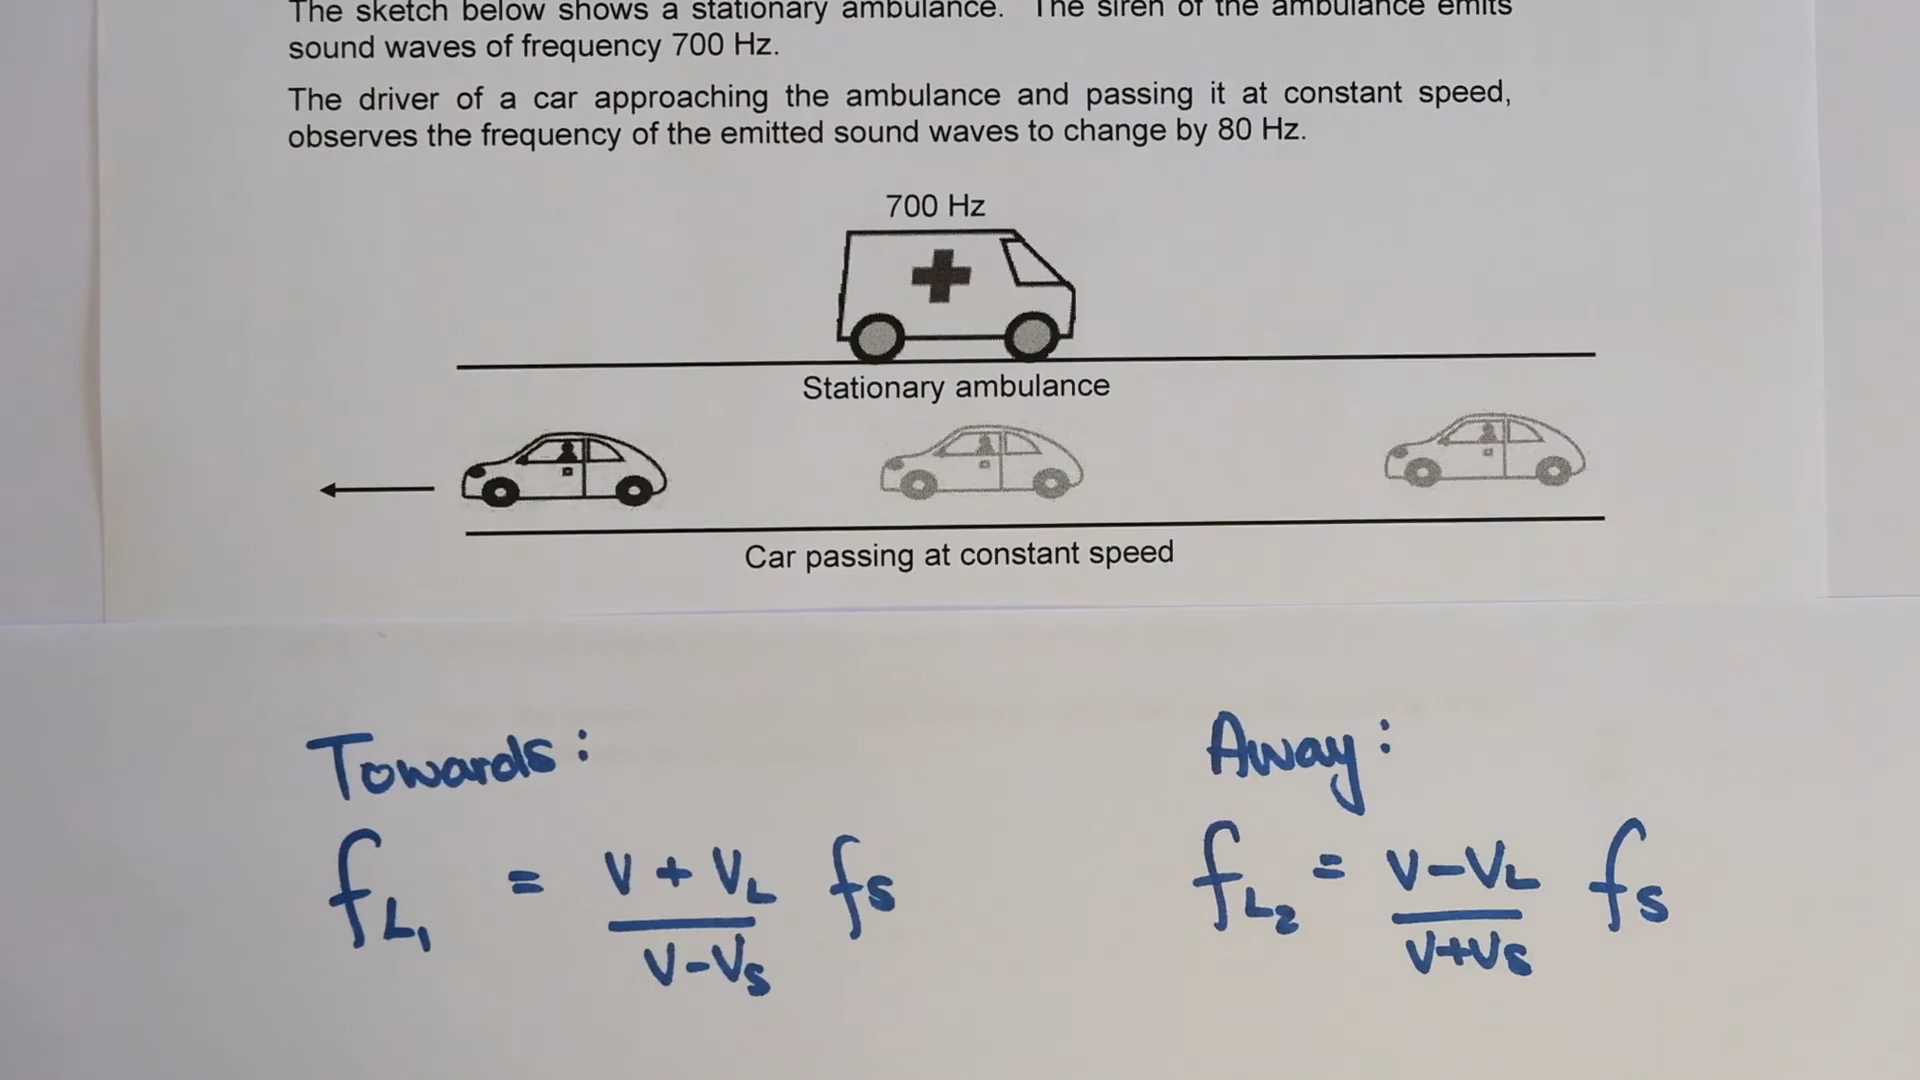 The sketch below shows a stationary ambulance. The siren of the ambulance emits
sound waves of frequency 700 Hz.
The driver of a car approaching the ambulance and passing it at constant speed,
observes the frequency of the emitted sound waves to change by 80 Hz.
700 Hz
Stationary ambulance
Car passing at constant speed
Towards:
Away:
fL₁ = (V + VL)/(V - VS) fS
fL₂ = (V - VL)/(V + VS) fS